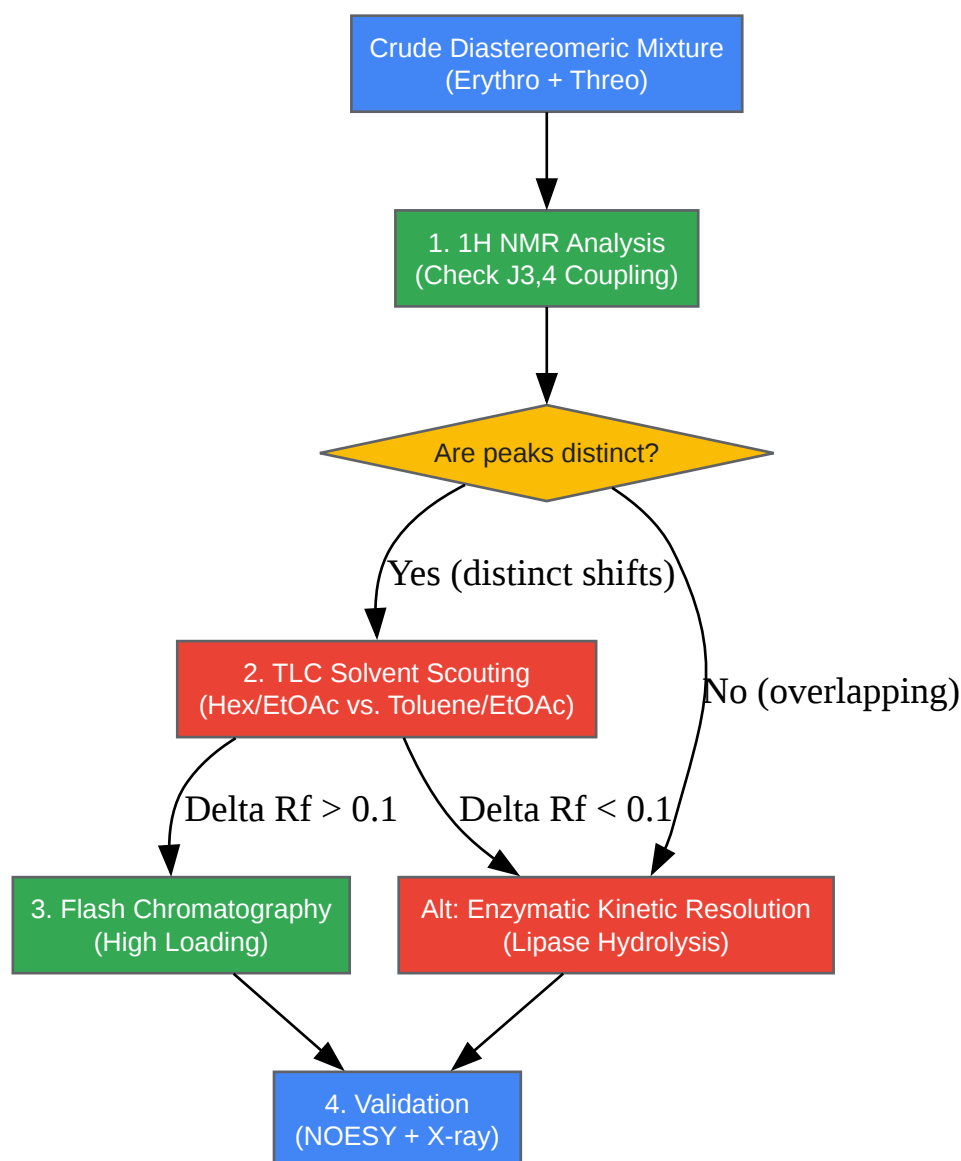 Crude Diastereomeric Mixture
(Erythro + Threo)
1. 1H NMR Analysis
(Check J3,4 Coupling)
Are peaks distinct?
Yes (distinct shifts)
2. TLC Solvent Scouting
(Hex/EtOAc vs. Toluene/EtOAc)
No (overlapping)
Delta Rf > 0.1
Delta Rf < 0.1
3. Flash Chromatography
(High Loading)
Alt: Enzymatic Kinetic Resolution
(Lipase Hydrolysis)
4. Validation
(NOESY + X-ray)